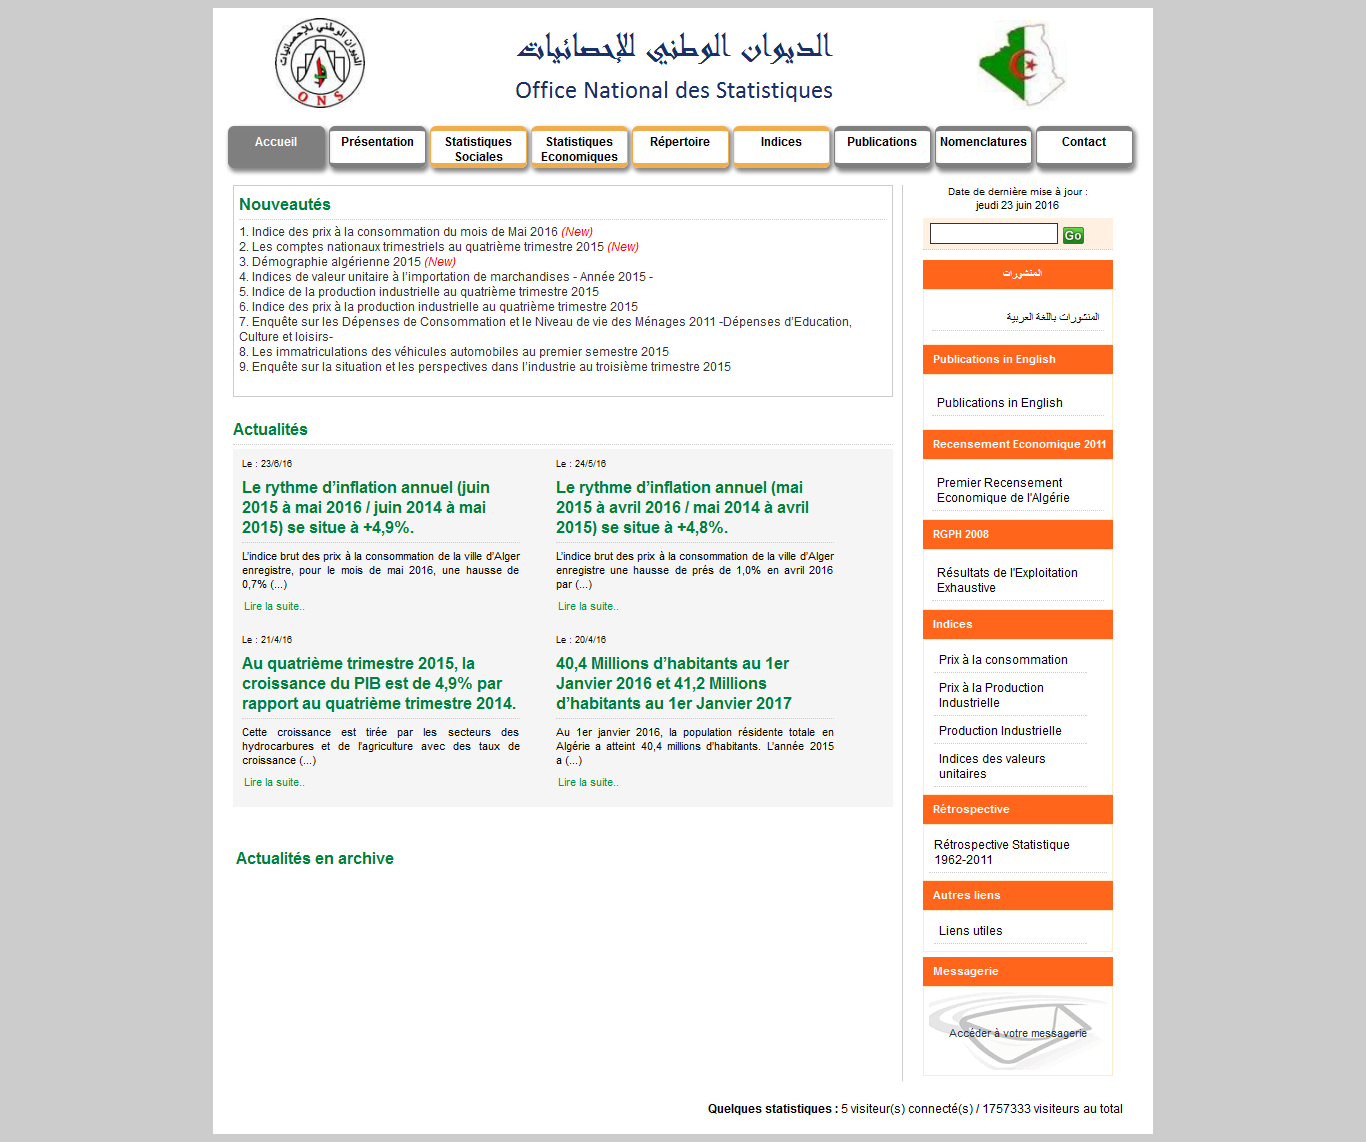 الديوان الوطني للإحصائيات
ONS
الديوان الوطني للإحصائيات
Office National des Statistiques
Accueil
Présentation
Statistiques
Sociales
Statistiques
Economiques
Répertoire
Indices
Publications
Nomenclatures
Contact
Nouveautés
1. Indice des prix à la consommation du mois de Mai 2016 (New)
2. Les comptes nationaux trimestriels au quatrième trimestre 2015 (New)
3. Démographie algérienne 2015 (New)
4. Indices de valeur unitaire à l’importation de marchandises - Année 2015 -
5. Indice de la production industrielle au quatrième trimestre 2015
6. Indice des prix à la production industrielle au quatrième trimestre 2015
7. Enquête sur les Dépenses de Consommation et le Niveau de vie des Ménages 2011 -Dépenses d’Education,
Culture et loisirs-
8. Les immatriculations des véhicules automobiles au premier semestre 2015
9. Enquête sur la situation et les perspectives dans l’industrie au troisième trimestre 2015
Actualités
Le : 23/6/16
Le rythme d’inflation annuel (juin
2015 à mai 2016 / juin 2014 à mai
2015) se situe à +4,9%.
L’indice brut des prix à la consommation de la ville d’Alger
enregistre, pour le mois de mai 2016, une hausse de
0,7% (...)
Lire la suite..
Le : 24/5/16
Le rythme d’inflation annuel (mai
2015 à avril 2016 / mai 2014 à avril
2015) se situe à +4,8%.
L’indice brut des prix à la consommation de la ville d’Alger
enregistre une hausse de prés de 1,0% en avril 2016
par (...)
Lire la suite..
Le : 21/4/16
Au quatrième trimestre 2015, la
croissance du PIB est de 4,9% par
rapport au quatrième trimestre 2014.
Cette croissance est tirée par les secteurs des
hydrocarbures et de l’agriculture avec des taux de
croissance (...)
Lire la suite..
Le : 20/4/16
40,4 Millions d’habitants au 1er
Janvier 2016 et 41,2 Millions
d’habitants au 1er Janvier 2017
Au 1er janvier 2016, la population résidente totale en
Algérie a atteint 40,4 millions d’habitants. L’année 2015
a (...)
Lire la suite..
Actualités en archive
Date de dernière mise à jour :
jeudi 23 juin 2016
Go
المنشورات
المنشورات باللغة العربية
Publications in English
Publications in English
Recensement Economique 2011
Premier Recensement
Economique de l'Algérie
RGPH 2008
Résultats de l'Exploitation
Exhaustive
Indices
Prix à la consommation
Prix à la Production
Industrielle
Production Industrielle
Indices des valeurs
unitaires
Rétrospective
Rétrospective Statistique
1962-2011
Autres liens
Liens utiles
Messagerie
Accéder à votre messagerie
Quelques statistiques : 5 visiteur(s) connecté(s) / 1757333 visiteurs au total